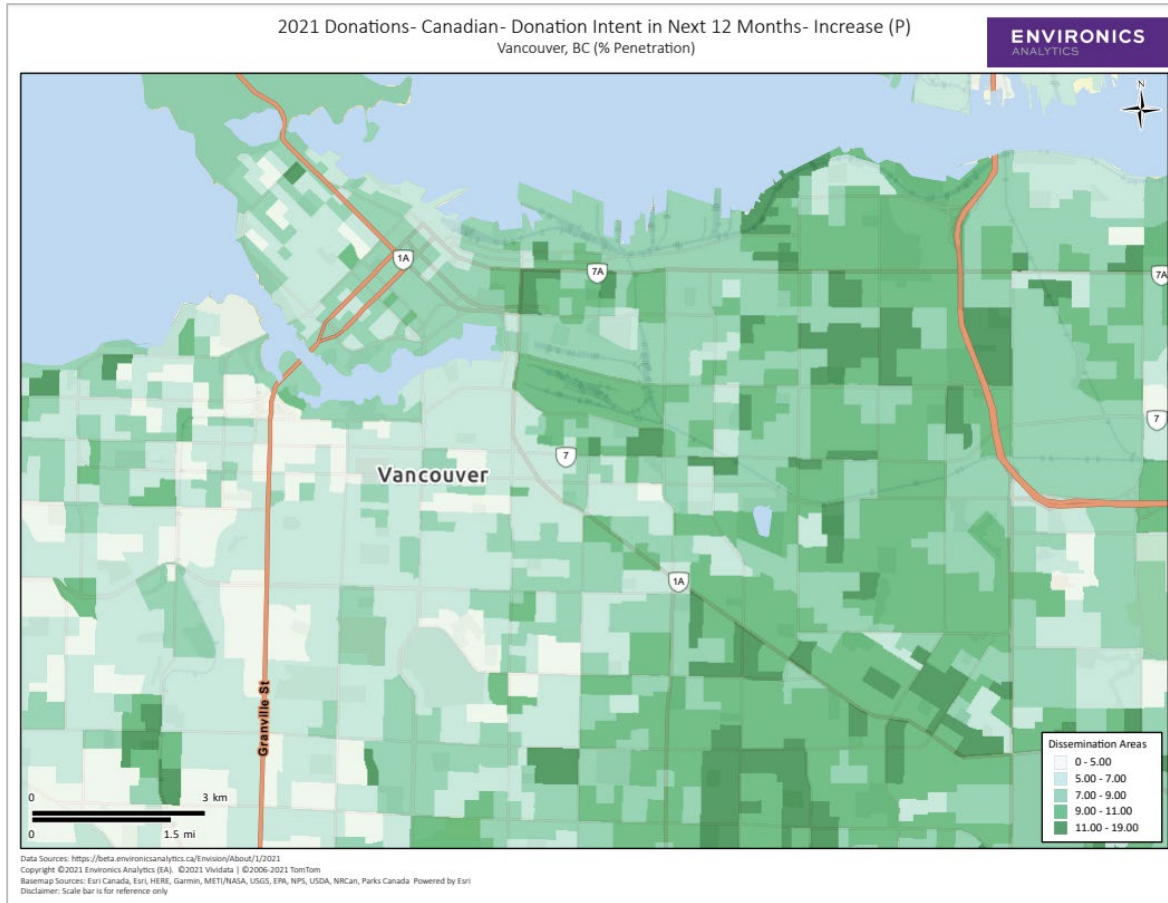 2021 Donations- Canadian- Donation Intent in Next 12 Months- Increase (P)
Vancouver, BC (% Penetration)
ENVIRONICS
ANALYTICS
N
1A
7A
7A
7
7
Vancouver
1A
Granville St
Dissemination Areas
0 - 5.00
5.00 - 7.00
7.00 - 9.00
9.00 - 11.00
11.00 - 19.00
0 3 km
0 1.5 mi
Data Sources: https://beta.environicsanalytics.ca/Envision/About/1/2021
Copyright ©2021 Environics Analytics (EA). ©2021 Vividata | ©2006-2021 TomTom
Basemap Sources: Esri Canada, Esri, HERE, Garmin, METI/NASA, USGS, EPA, NPS, USDA, NRCan, Parks Canada Powered by Esri
Disclaimer: Scale bar is for reference only